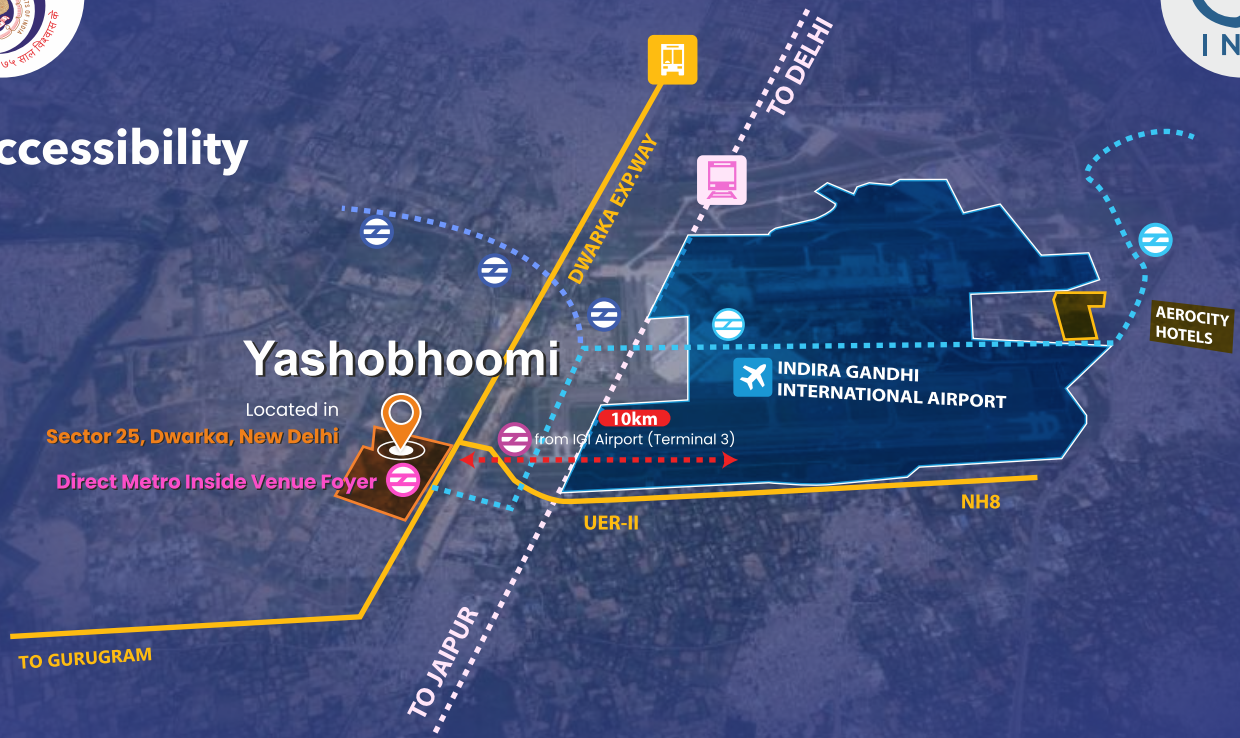 ७५ साल विश्वास के
IN
TO DELHI
ccessibility
DWARKA EXP.WAY
AEROCITY
HOTELS
Yashobhoomi
INDIRA GANDHI
INTERNATIONAL AIRPORT
Located in
Sector 25, Dwarka, New Delhi
10km
from IGI Airport (Terminal 3)
Direct Metro Inside Venue Foyer
NH8
UER-II
TO JAIPUR
TO GURUGRAM